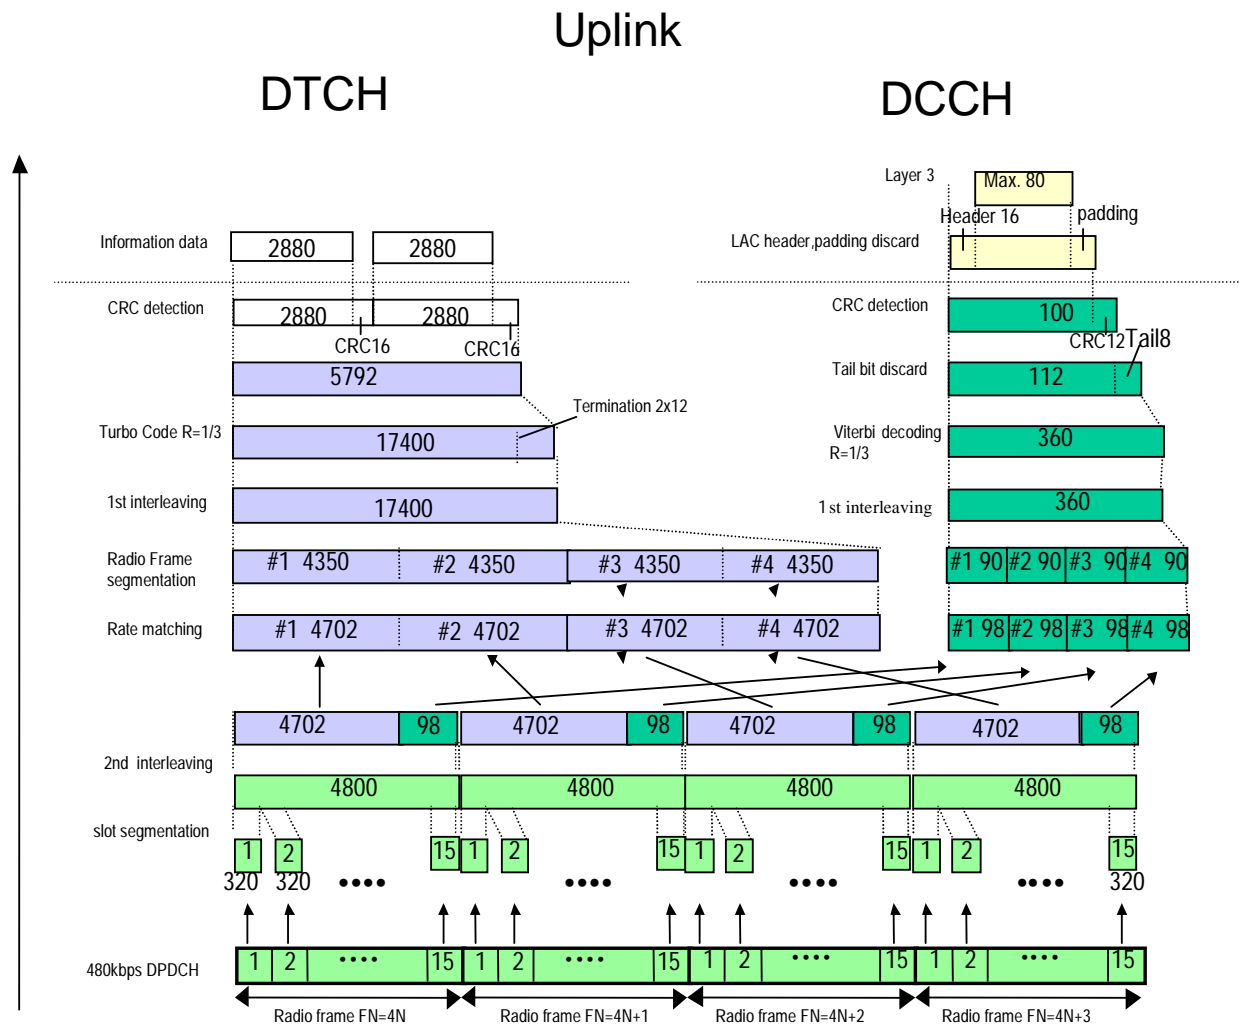 Uplink
DTCH
DCCH
Layer 3
Max. 80
Header 16
padding
Information data
2880
2880
LAC header,padding discard
CRC detection
2880
2880
CRC16
CRC16
CRC detection
100
CRC12
Tail8
5792
Tail bit discard
112
Termination 2x12
Turbo Code R=1/3
17400
Viterbi decoding
R=1/3
360
1st interleaving
17400
1st interleaving
360
Radio Frame
segmentation
#1 4350
#2 4350
#3 4350
#4 4350
#1 90
#2 90
#3 90
#4 90
Rate matching
#1 4702
#2 4702
#3 4702
#4 4702
#1 98
#2 98
#3 98
#4 98
4702
98
4702
98
4702
98
4702
98
2nd interleaving
4800
4800
4800
4800
slot segmentation
1
2
15
1
2
15
1
2
15
1
2
15
320
320
320
480kbps DPDCH
1
2
15
1
2
15
1
2
15
1
2
15
Radio frame FN=4N
Radio frame FN=4N+1
Radio frame FN=4N+2
Radio frame FN=4N+3